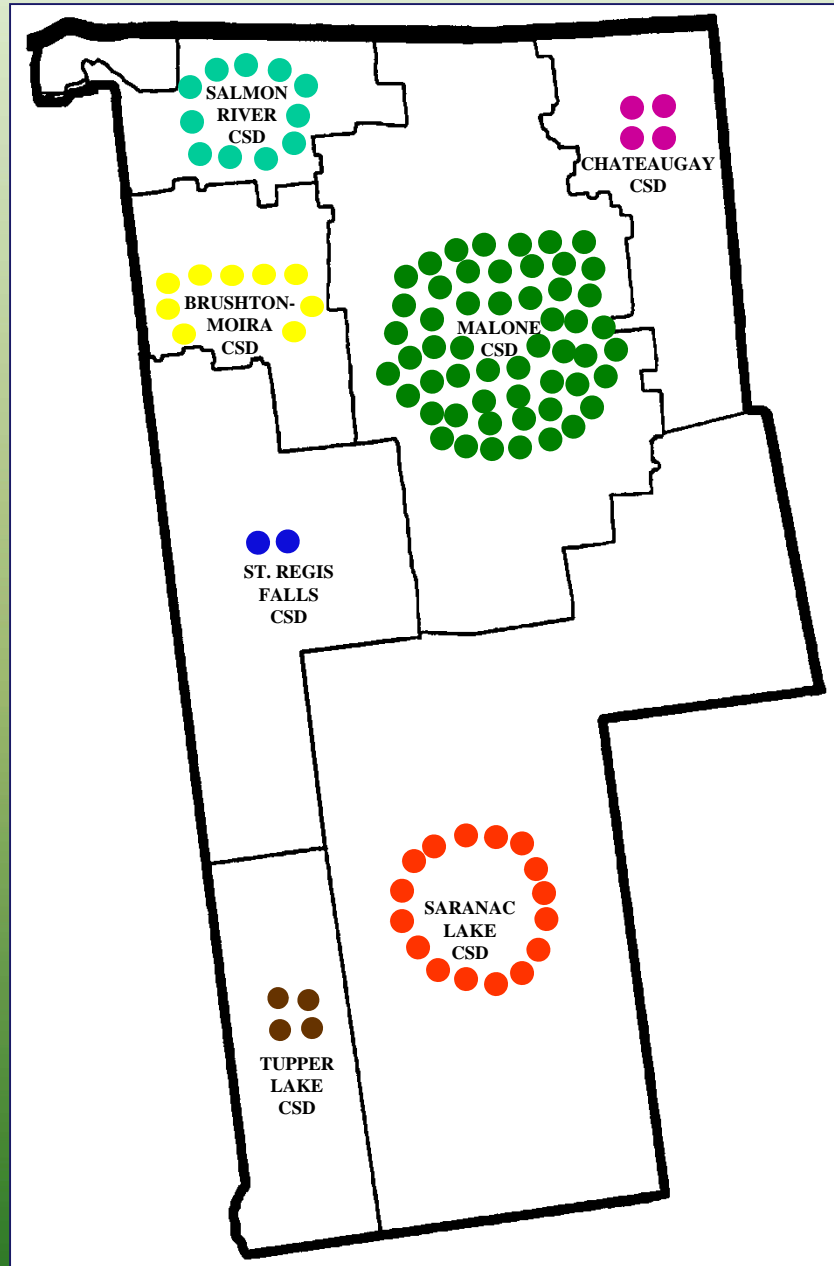 SALMON
RIVER
CSD
CHATEAUGAY
CSD
BRUSHTON-
MOIRA
CSD
MALONE
CSD
ST. REGIS
FALLS
CSD
SARANAC
LAKE
CSD
TUPPER
LAKE
CSD